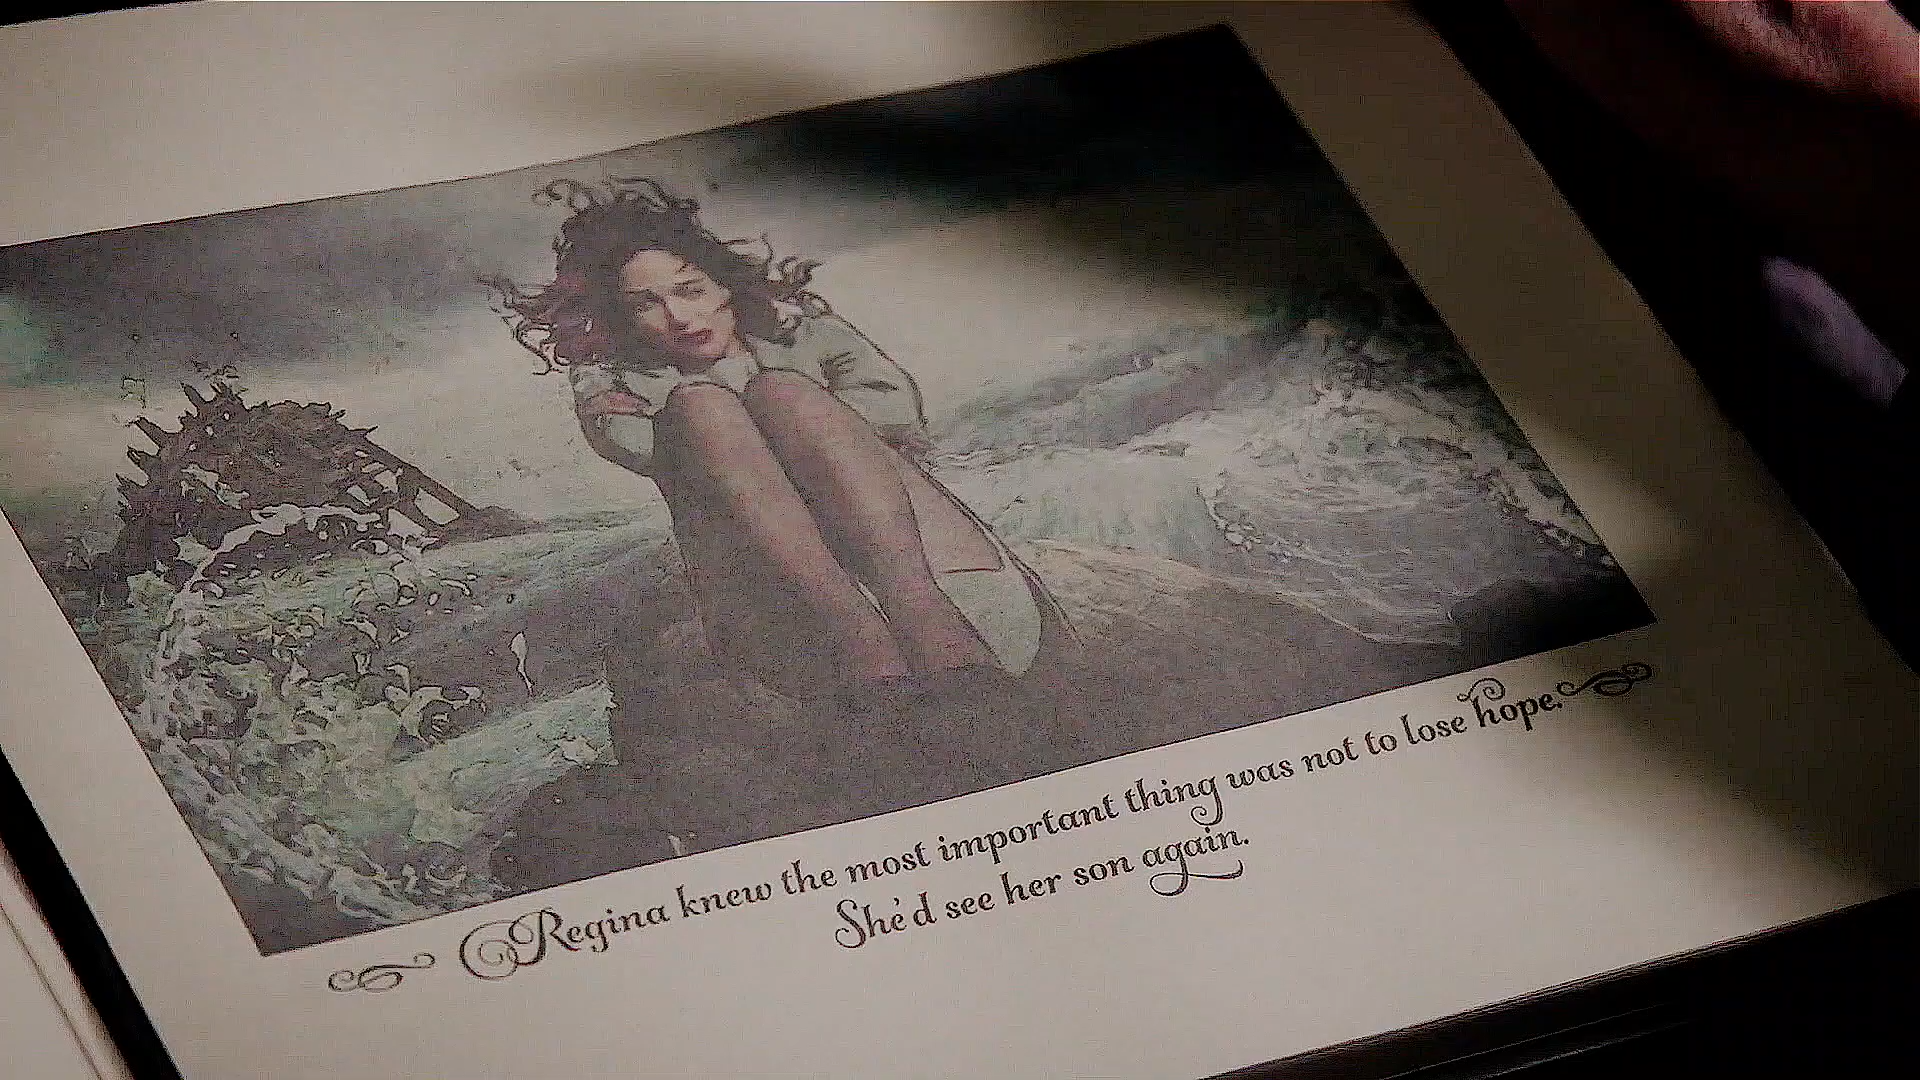 Regina knew the most important thing was not to lose hope.
She'd see her son again.